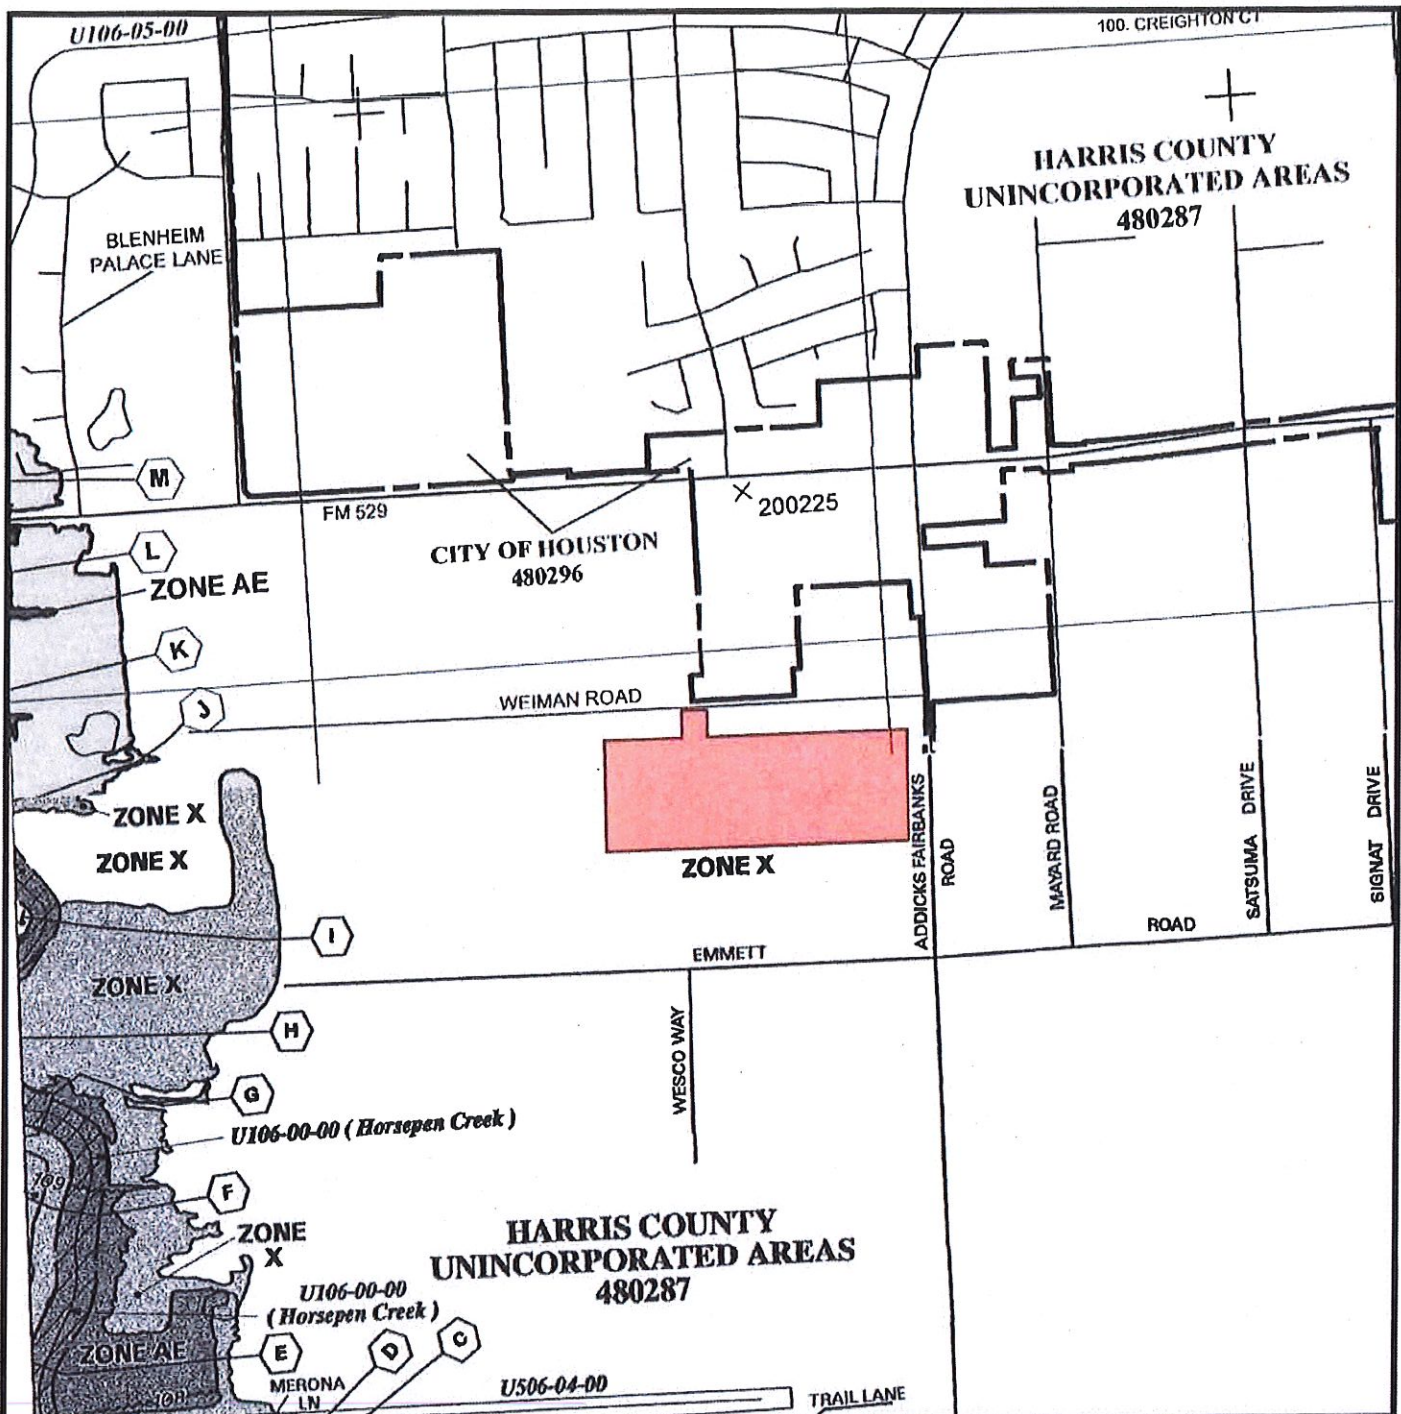 U106-05-00
100. CREIGHTON CT
HARRIS COUNTY
UNINCORPORATED AREAS
480287
BLENHEIM
PALACE LANE
M
FM 529
200225
L
CITY OF HOUSTON
480296
ZONE AE
K
J
WEIMAN ROAD
ZONE X
ZONE X
ZONE X
ADDICKS FAIRBANKS
ROAD
MAYARD ROAD
SATSUMA DRIVE
SIGNAT DRIVE
I
ROAD
EMMETT
ZONE X
H
WESCO WAY
G
U106-00-00 ( Horsepen Creek )
109
F
ZONE
X
HARRIS COUNTY
UNINCORPORATED AREAS
480287
U106-00-00
( Horsepen Creek )
ZONE AE
E
D
C
MERONA
LN
108
U506-04-00
TRAIL LANE